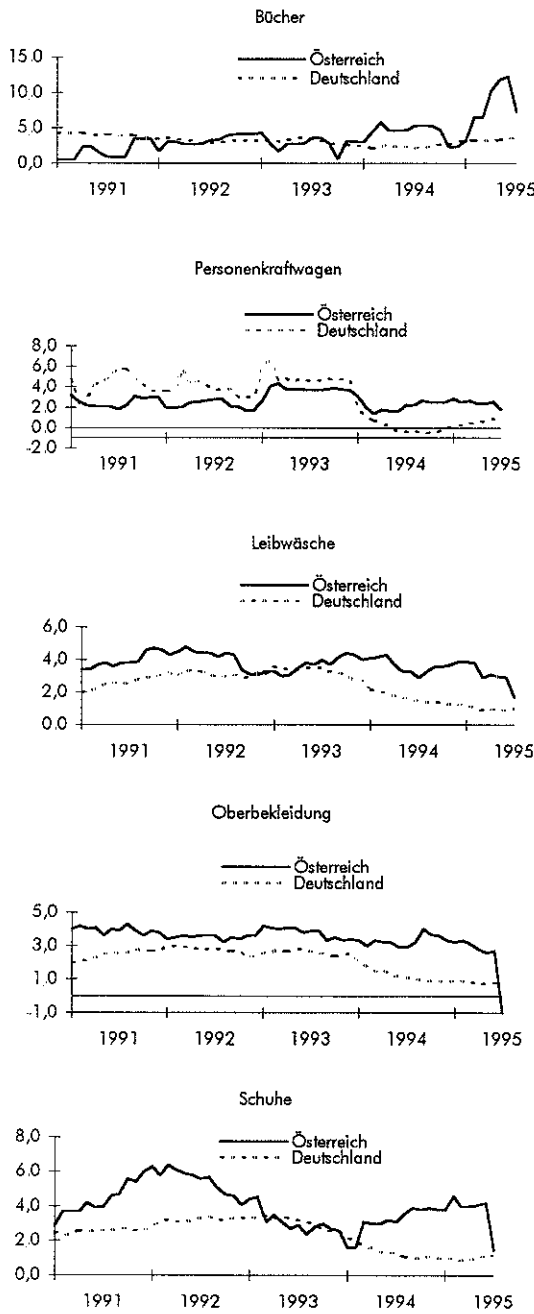 Bücher
Österreich
Deutschland
15.0
10.0
5.0
0,0
1991 1992 1993 1994 1995
Personenkraftwagen
Österreich
Deutschland
8,0
6,0
4.0
2.0
0.0
-2.0
1991 1992 1993 1994 1995
Leibwäsche
Österreich
Deutschland
6,0
4,0
2.0
0.0
1991 1992 1993 1994 1995
Oberbekleidung
Österreich
Deutschland
5,0
3.0
1.0
-1,0
1991 1992 1993 1994 1995
Schuhe
Österreich
Deutschland
8,0
6,0
4,0
2.0
0,0
1991 1992 1993 1994 1995